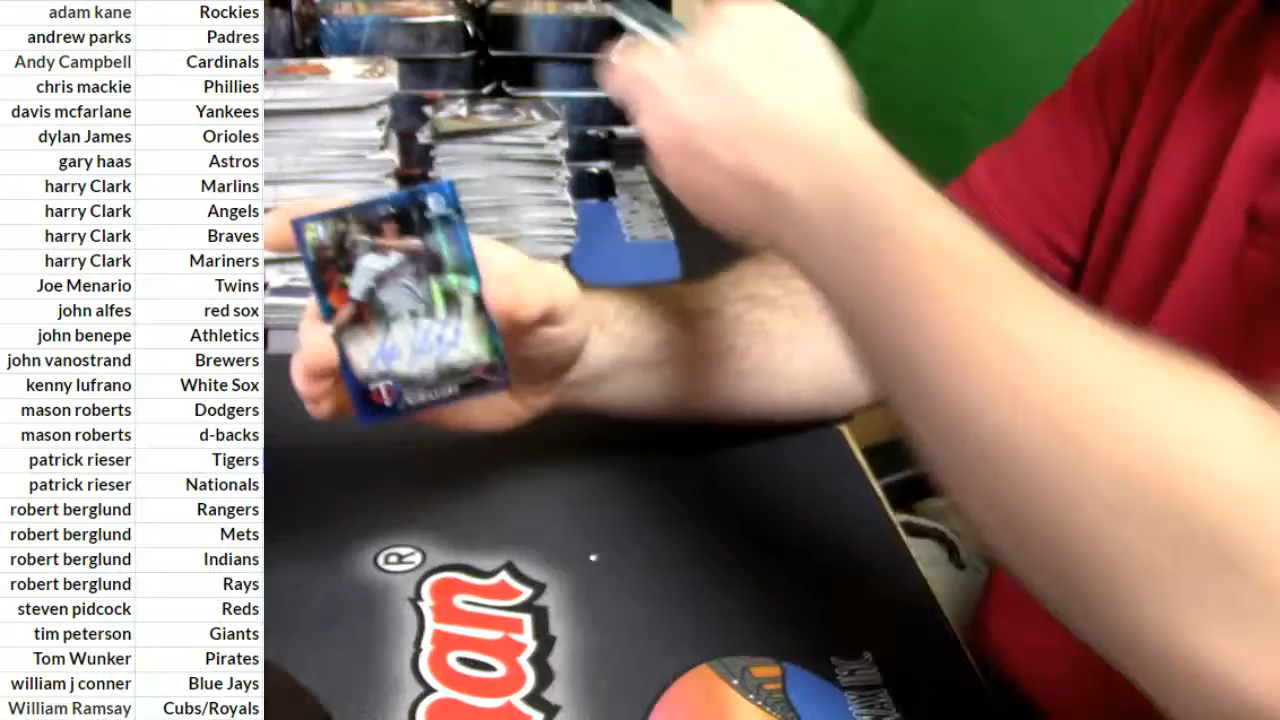 adam kane Rockies
andrew parks Padres
Andy Campbell Cardinals
chris mackie Phillies
davis mcfarlane Yankees
dylan James Orioles
gary haas Astros
harry Clark Marlins
harry Clark Angels
harry Clark Braves
harry Clark Mariners
Joe Menario Twins
john alfes red sox
john benepe Athletics
john vanostrand Brewers
kenny lufrano White Sox
mason roberts Dodgers
mason roberts d-backs
patrick rieser Tigers
patrick rieser Nationals
robert berglund Rangers
robert berglund Mets
robert berglund Indians
robert berglund Rays
steven pidcock Reds
tim peterson Giants
Tom Wunker Pirates
william j conner Blue Jays
William Ramsay Cubs/Royals
an ®